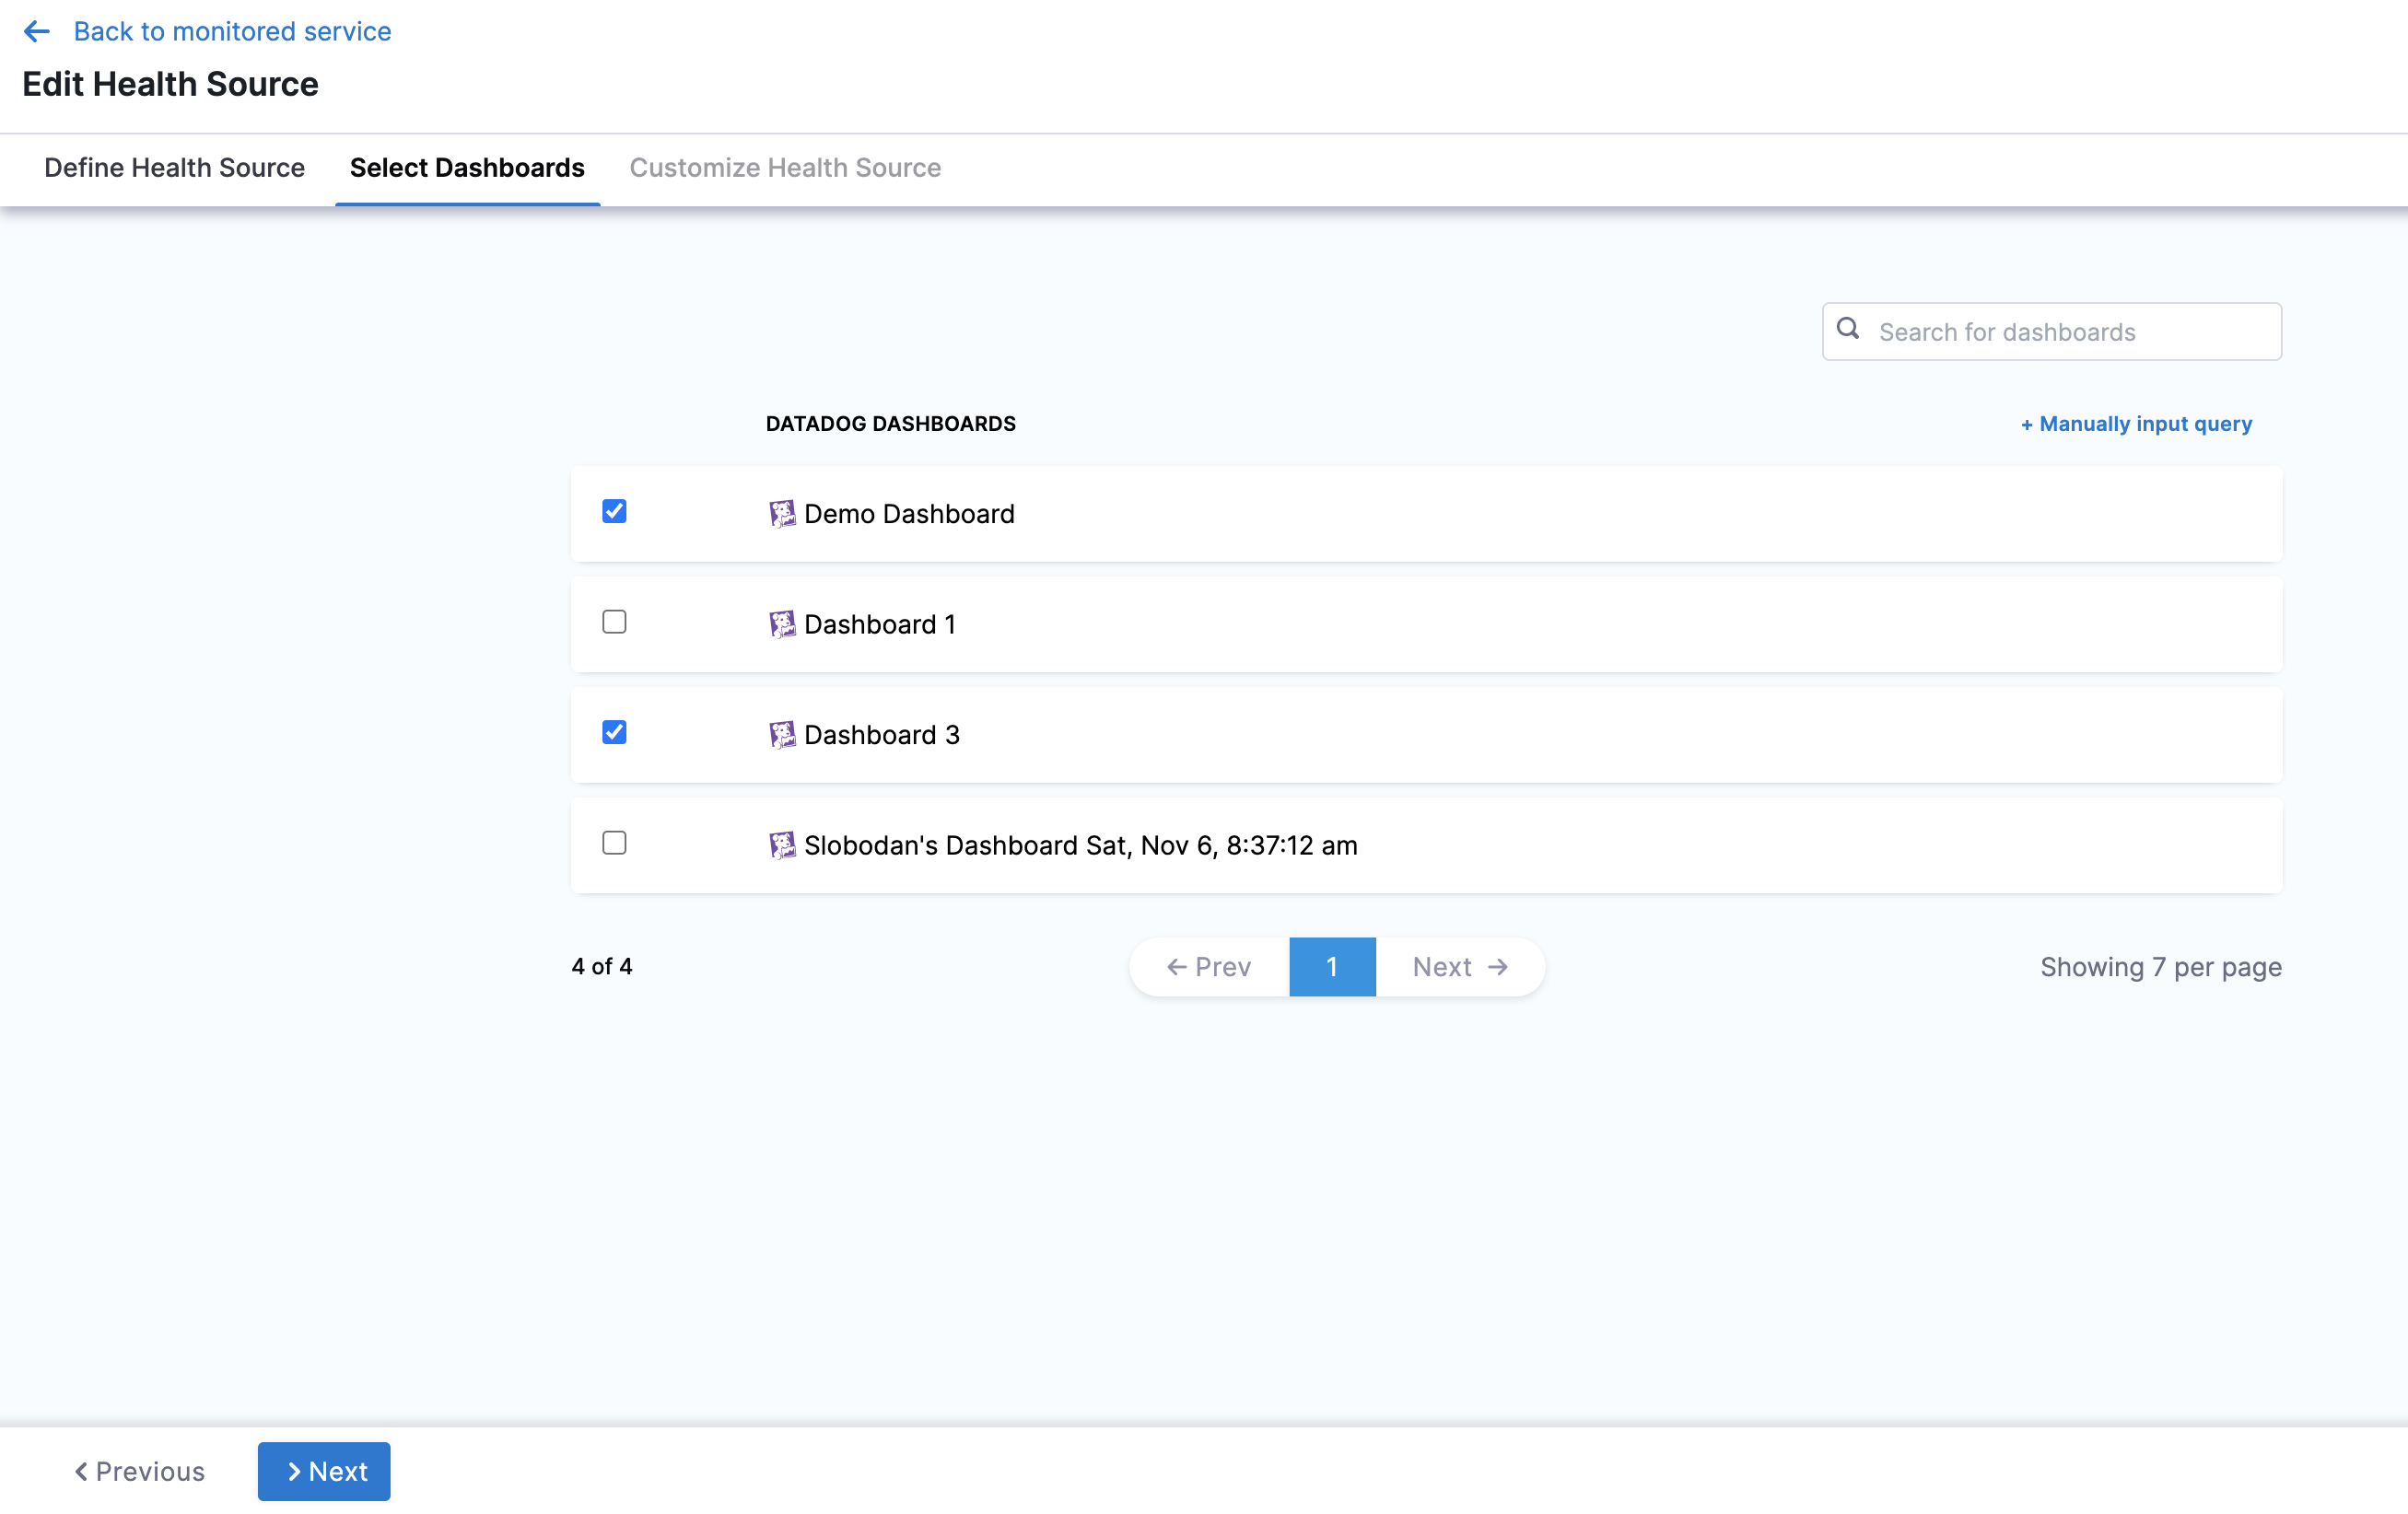 Back to monitored service
Edit Health Source
Define Health Source Select Dashboards Customize Health Source
Search for dashboards
DATADOG DASHBOARDS + Manually input query
Demo Dashboard
Dashboard 1
Dashboard 3
Slobodan's Dashboard Sat, Nov 6, 8:37:12 am
4 of 4 Prev 1 Next Showing 7 per page
Previous Next